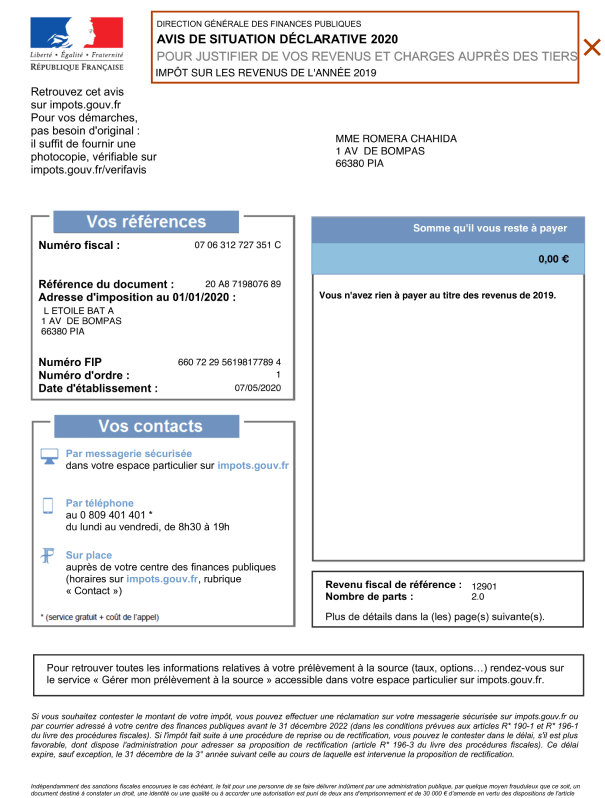 Liberté • Égalité • Fraternité
RÉPUBLIQUE FRANÇAISE
DIRECTION GÉNÉRALE DES FINANCES PUBLIQUES
AVIS DE SITUATION DÉCLARATIVE 2020
POUR JUSTIFIER DE VOS REVENUS ET CHARGES AUPRÈS DES TIERS
IMPÔT SUR LES REVENUS DE L'ANNÉE 2019
Retrouvez cet avis
sur impots.gouv.fr
Pour vos démarches,
pas besoin d'original :
il suffit de fournir une
photocopie, vérifiable sur
impots.gouv.fr/verifavis
MME ROMERA CHAHIDA
1 AV DE BOMPAS
66380 PIA
Vos références
Numéro fiscal : 07 06 312 727 351 C
Référence du document : 20 A8 7198076 89
Adresse d'imposition au 01/01/2020 :
L ETOILE BAT A
1 AV DE BOMPAS
66380 PIA
Numéro FIP 660 72 29 5619817789 4
Numéro d'ordre : 1
Date d'établissement : 07/05/2020
Somme qu'il vous reste à payer
0,00 €
Vous n'avez rien à payer au titre des revenus de 2019.
Vos contacts
Par messagerie sécurisée
dans votre espace particulier sur impots.gouv.fr
Par téléphone
au 0 809 401 401 *
du lundi au vendredi, de 8h30 à 19h
Sur place
auprès de votre centre des finances publiques
(horaires sur impots.gouv.fr, rubrique
« Contact »)
* (service gratuit + coût de l'appel)
Revenu fiscal de référence : 12901
Nombre de parts : 2.0
Plus de détails dans la (les) page(s) suivante(s).
Pour retrouver toutes les informations relatives à votre prélèvement à la source (taux, options…) rendez-vous sur
le service « Gérer mon prélèvement à la source » accessible dans votre espace particulier sur impots.gouv.fr.
Si vous souhaitez contester le montant de votre impôt, vous pouvez effectuer une réclamation sur votre messagerie sécurisée sur impots.gouv.fr ou
par courrier adressé à votre centre des finances publiques avant le 31 décembre 2022 (dans les conditions prévues aux articles R* 190-1 et R* 196-1
du livre des procédures fiscales). Si l'impôt fait suite à une procédure de reprise ou de rectification, vous pouvez le contester dans le délai, s'il est plus
favorable, dont dispose l'administration pour adresser sa proposition de rectification (article R* 196-3 du livre des procédures fiscales). Ce délai
expire, sauf exception, le 31 décembre de la 3° année suivant celle au cours de laquelle est intervenue la proposition de rectification.
Indépendamment des sanctions fiscales encourues le cas échéant, le fait pour une personne de se faire délivrer indûment par une administration publique, par quelque moyen frauduleux que ce soit, un
document destiné à constater un droit, une identité ou une qualité ou à accorder une autorisation est puni de deux ans d'emprisonnement et de 30 000 € d'amende en vertu des dispositions de l'article